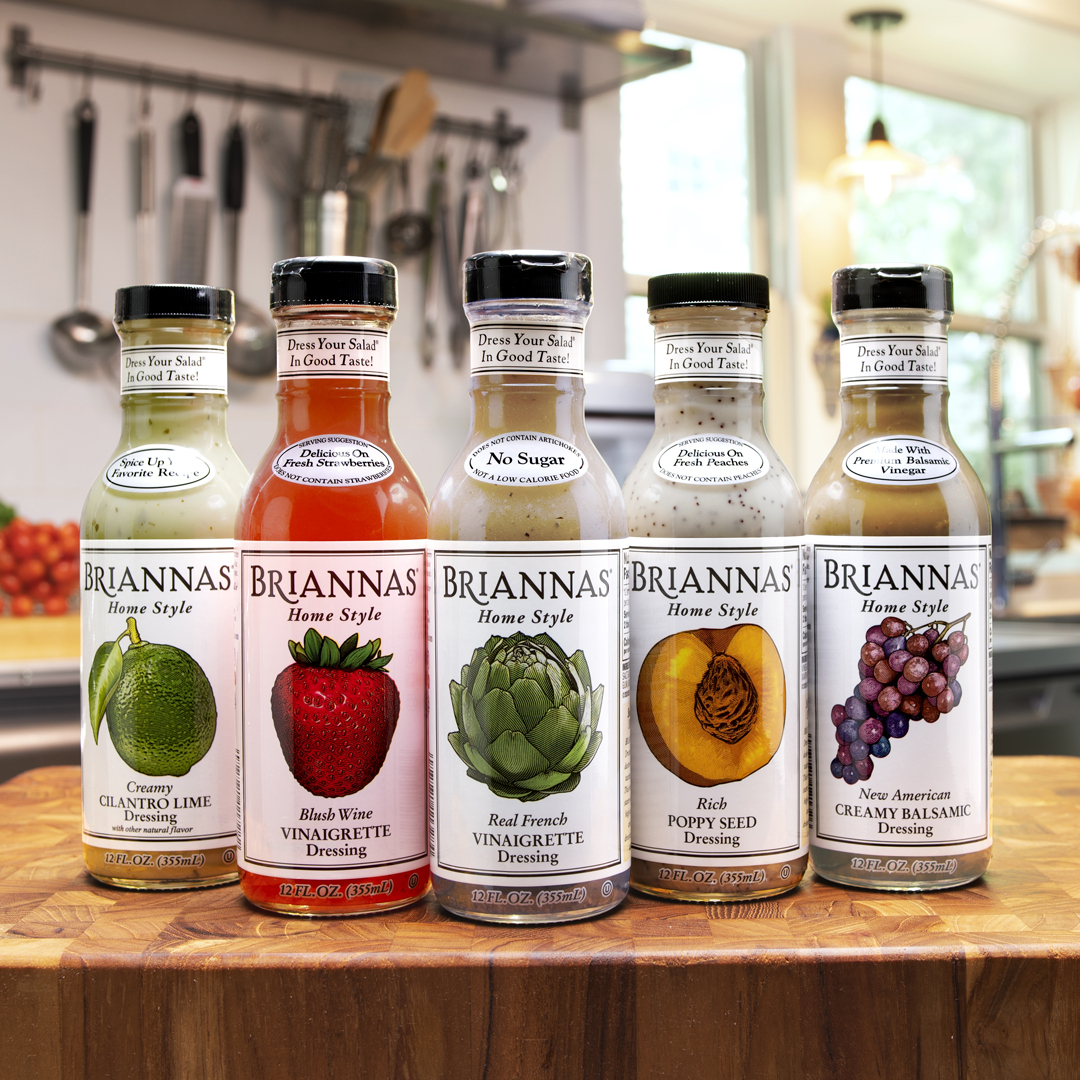 Dress Your Salad®
In Good Taste!
Spice Up
Favorite Recipe
BRIANNAS®
Home Style
Creamy
CILANTRO LIME
Dressing
with other natural flavor
12 FL.OZ. (355mL)
Dress Your Salad®
In Good Taste!
SERVING SUGGESTION
Delicious On
Fresh Strawberries
DOES NOT CONTAIN STRAWBERRIES
BRIANNAS®
Home Style
Blush Wine
VINAIGRETTE
Dressing
12 FL.OZ. (355mL)
Dress Your Salad®
In Good Taste!
DOES NOT CONTAIN ARTICHOKES
No Sugar
NOT A LOW CALORIE FOOD
BRIANNAS®
Home Style
Real French
VINAIGRETTE
Dressing
12 FL.OZ. (355mL)
Dress Your Salad®
In Good Taste!
SERVING SUGGESTION
Delicious On
Fresh Peaches
DOES NOT CONTAIN PEACHES
BRIANNAS®
Home Style
Rich
POPPY SEED
Dressing
12 FL.OZ. (355mL)
Dress Your Salad®
In Good Taste!
Made With
Premium Balsamic
Vinegar
BRIANNAS®
Home Style
New American
CREAMY BALSAMIC
Dressing
12 FL.OZ. (355mL)